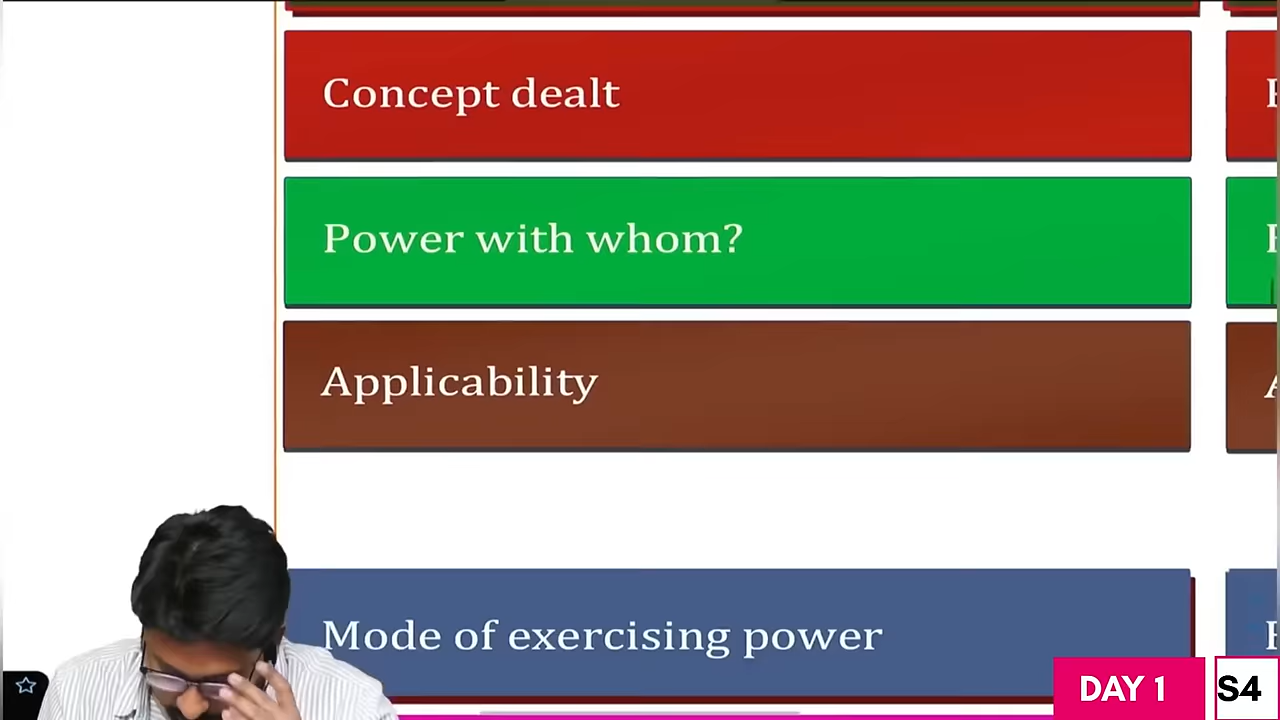 Concept dealt
Power with whom?
Applicability
Mode of exercising power
DAY 1
S4